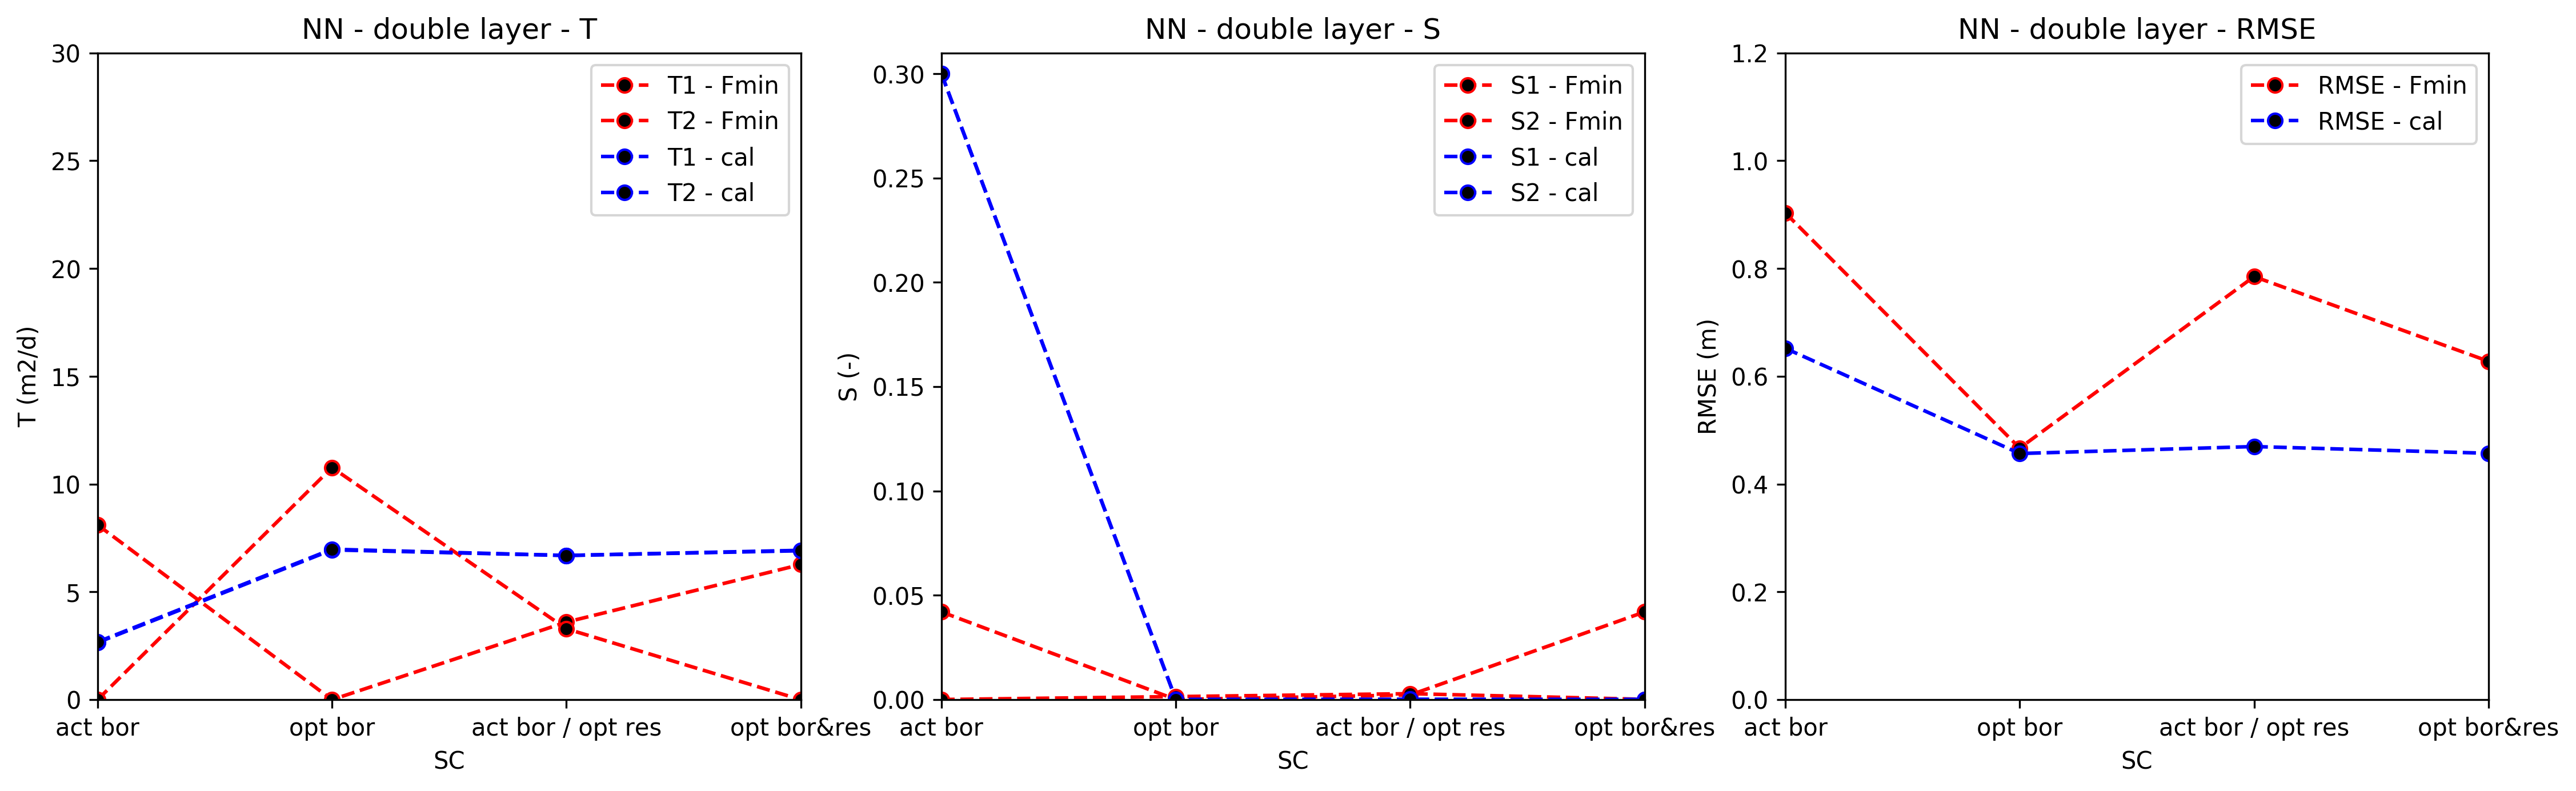 NN - double layer - T
30
25
20
15
10
5
0
T (m2/d)
T1 - Fmin
T2 - Fmin
T1 - cal
T2 - cal
act bor
opt bor
act bor / opt res
opt bor&res
SC
NN - double layer - S
0.30
0.25
0.20
0.15
0.10
0.05
0.00
S (-)
S1 - Fmin
S2 - Fmin
S1 - cal
S2 - cal
act bor
opt bor
act bor / opt res
opt bor&res
SC
NN - double layer - RMSE
1.2
1.0
0.8
0.6
0.4
0.2
0.0
RMSE (m)
RMSE - Fmin
RMSE - cal
act bor
opt bor
act bor / opt res
opt bor&res
SC